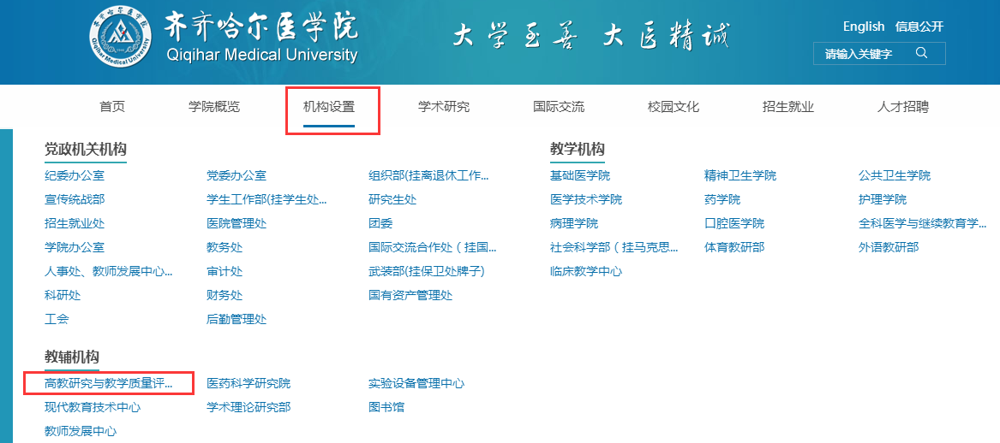 齐齐哈尔医学院
Qiqihar Medical University
Qiqihar Medical University
大学至善 大医精诚
English 信息公开
请输入关键字
首页 学院概览 机构设置 学术研究 国际交流 校园文化 招生就业 人才招聘
党政机关机构 教学机构
纪委办公室 党委办公室 组织部(挂离退休工作... 基础医学院 精神卫生学院 公共卫生学院
宣传统战部 学生工作部(挂学生处... 研究生处 医学技术学院 药学院 护理学院
招生就业处 医院管理处 团委 病理学院 口腔医学院 全科医学与继续教育学...
学院办公室 教务处 国际交流合作处（挂国... 社会科学部（挂马克思... 体育教研部 外语教研部
人事处、教师发展中心... 审计处 武装部(挂保卫处牌子) 临床教学中心
科研处 财务处 国有资产管理处
工会 后勤管理处
教辅机构
高教研究与教学质量评... 医药科学研究院 实验设备管理中心
现代教育技术中心 学术理论研究部 图书馆
教师发展中心